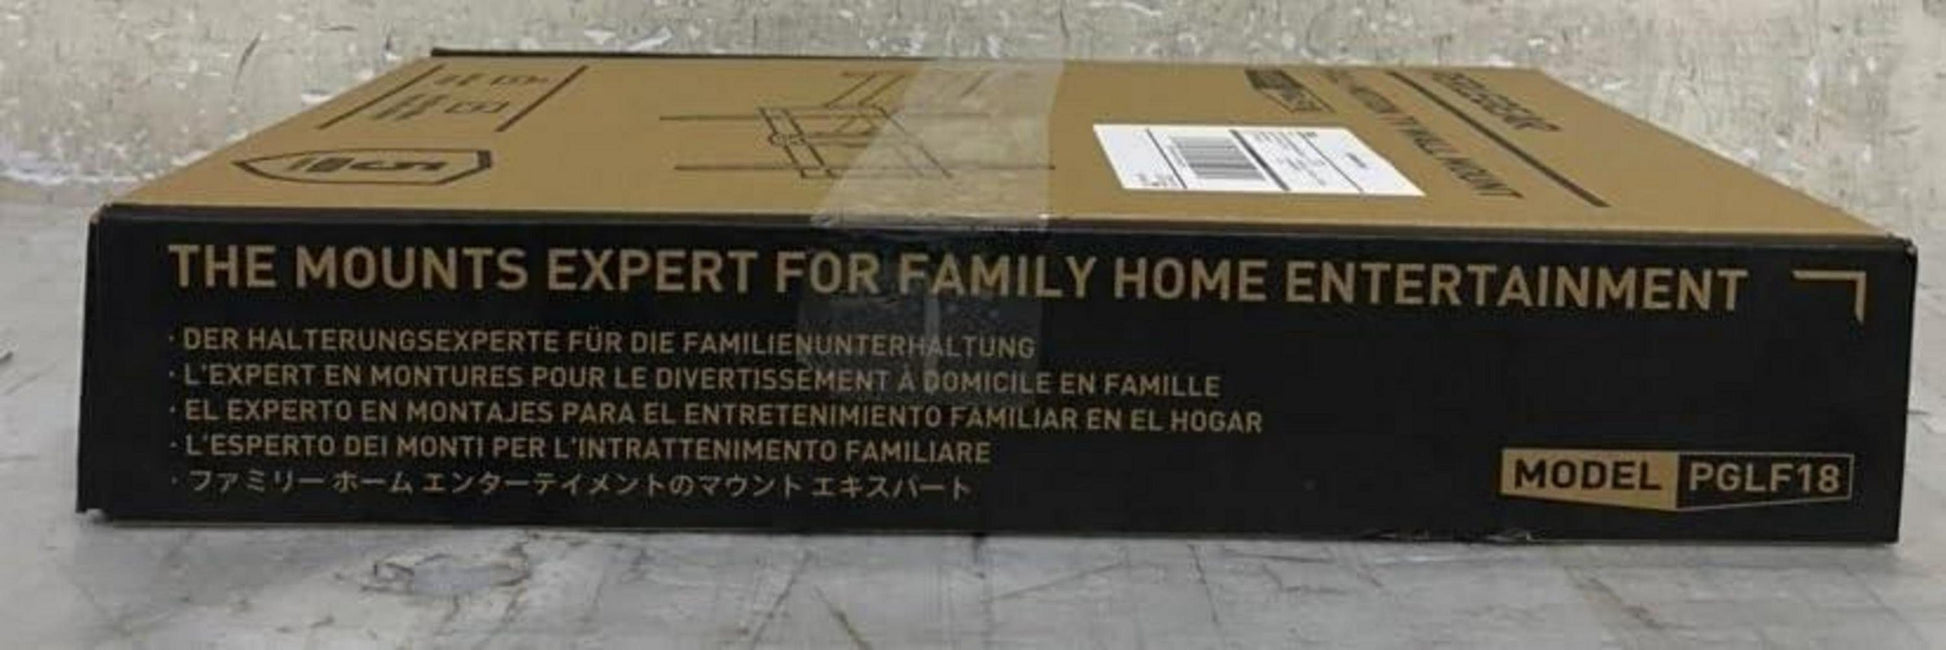 WALL MOUNT
THE MOUNTS EXPERT FOR FAMILY HOME ENTERTAINMENT
· DER HALTERUNGSEXPERTE FÜR DIE FAMILIENUNTERHALTUNG
· L'EXPERT EN MONTURES POUR LE DIVERTISSEMENT À DOMICILE EN FAMILLE
· EL EXPERTO EN MONTAJES PARA EL ENTRETENIMIENTO FAMILIAR EN EL HOGAR
· L'ESPERTO DEI MONTI PER L'INTRATTENIMENTO FAMILIARE
· ファミリー ホーム エンターテイメントのマウント エキスパート
MODEL PGLF18